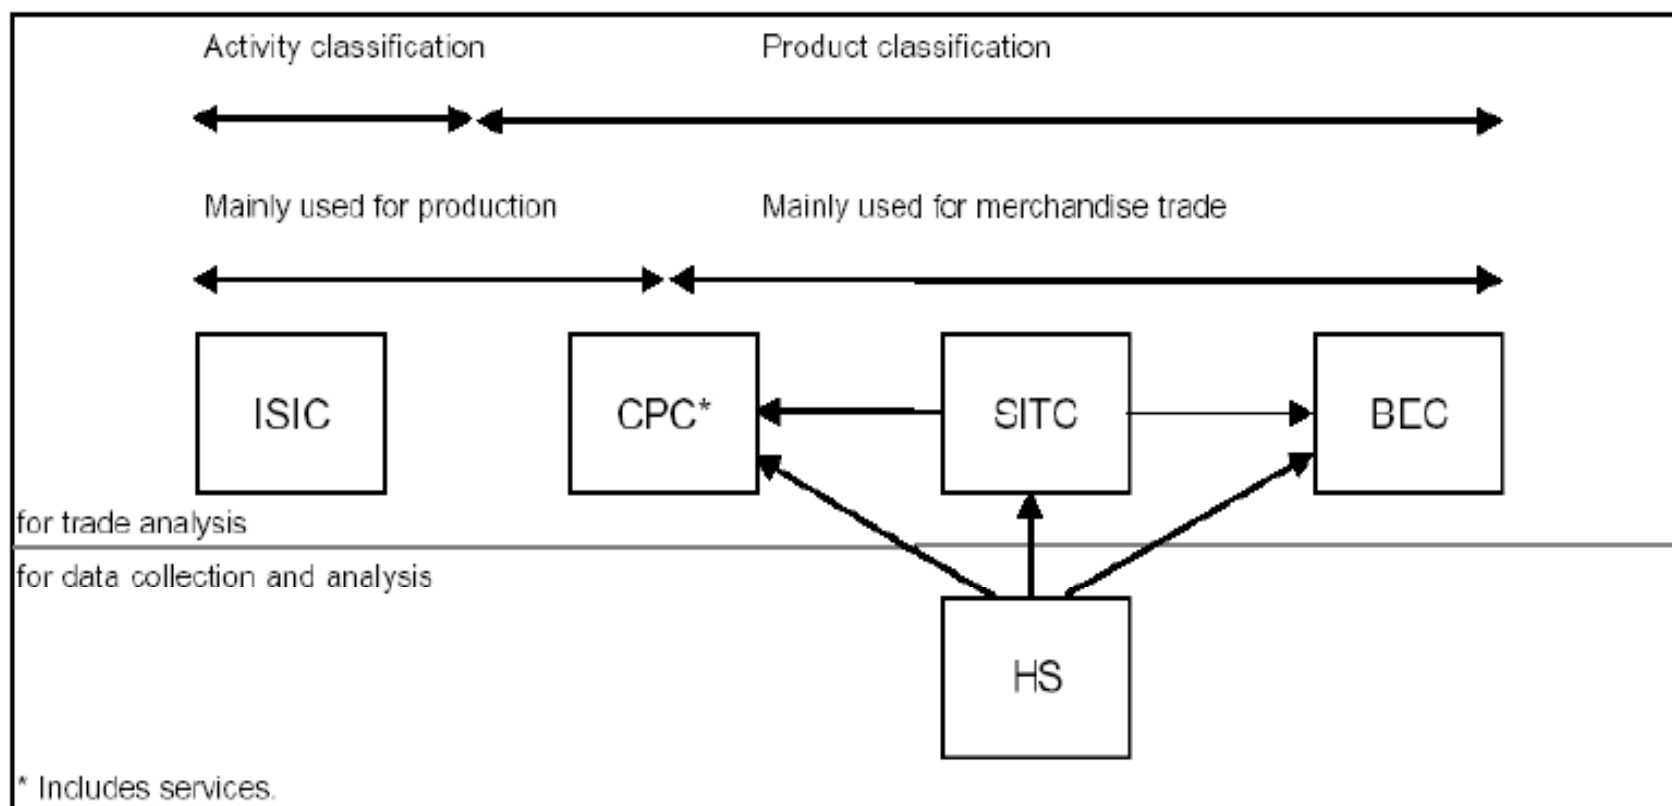 Activity classification
Product classification
Mainly used for production
Mainly used for merchandise trade
ISIC
CPC*
SITC
BEC
for trade analysis
for data collection and analysis
HS
* Includes services.